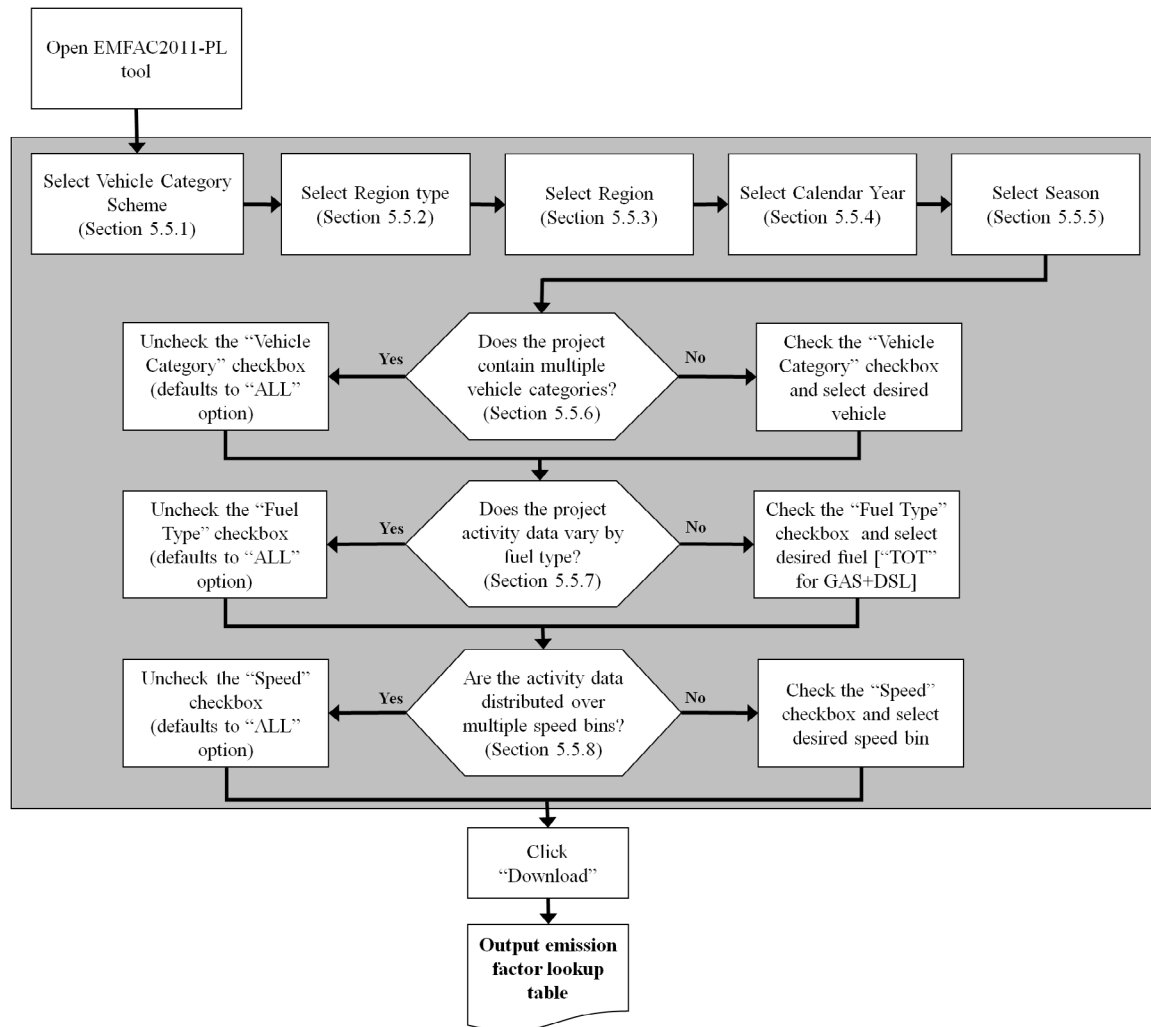 Open EMFAC2011-PL
tool
Select Vehicle Category
Scheme
(Section 5.5.1)
Select Region type
(Section 5.5.2)
Select Region
(Section 5.5.3)
Select Calendar Year
(Section 5.5.4)
Select Season
(Section 5.5.5)
Uncheck the “Vehicle
Category” checkbox
(defaults to “ALL”
option)
Yes
Does the project
contain multiple
vehicle categories?
(Section 5.5.6)
No
Check the “Vehicle
Category” checkbox
and select desired
vehicle
Uncheck the “Fuel
Type” checkbox
(defaults to “ALL”
option)
Yes
Does the project
activity data vary by
fuel type?
(Section 5.5.7)
No
Check the “Fuel Type”
checkbox and select
desired fuel [“TOT”
for GAS+DSL]
Uncheck the “Speed”
checkbox
(defaults to “ALL”
option)
Yes
Are the activity data
distributed over
multiple speed bins?
(Section 5.5.8)
No
Check the “Speed”
checkbox and select
desired speed bin
Click
“Download”
Output emission
factor lookup
table